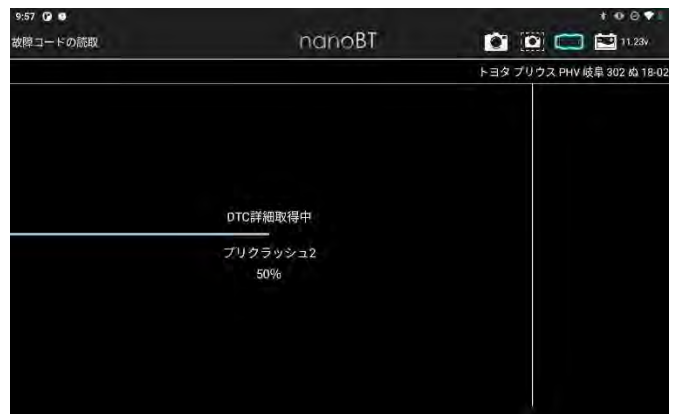 9:57
故障コードの読取
nanoBT
11.23v
トヨタ プリウス PHV 岐阜 302 ぬ 18-02
DTC詳細取得中
プリクラッシュ2
50%